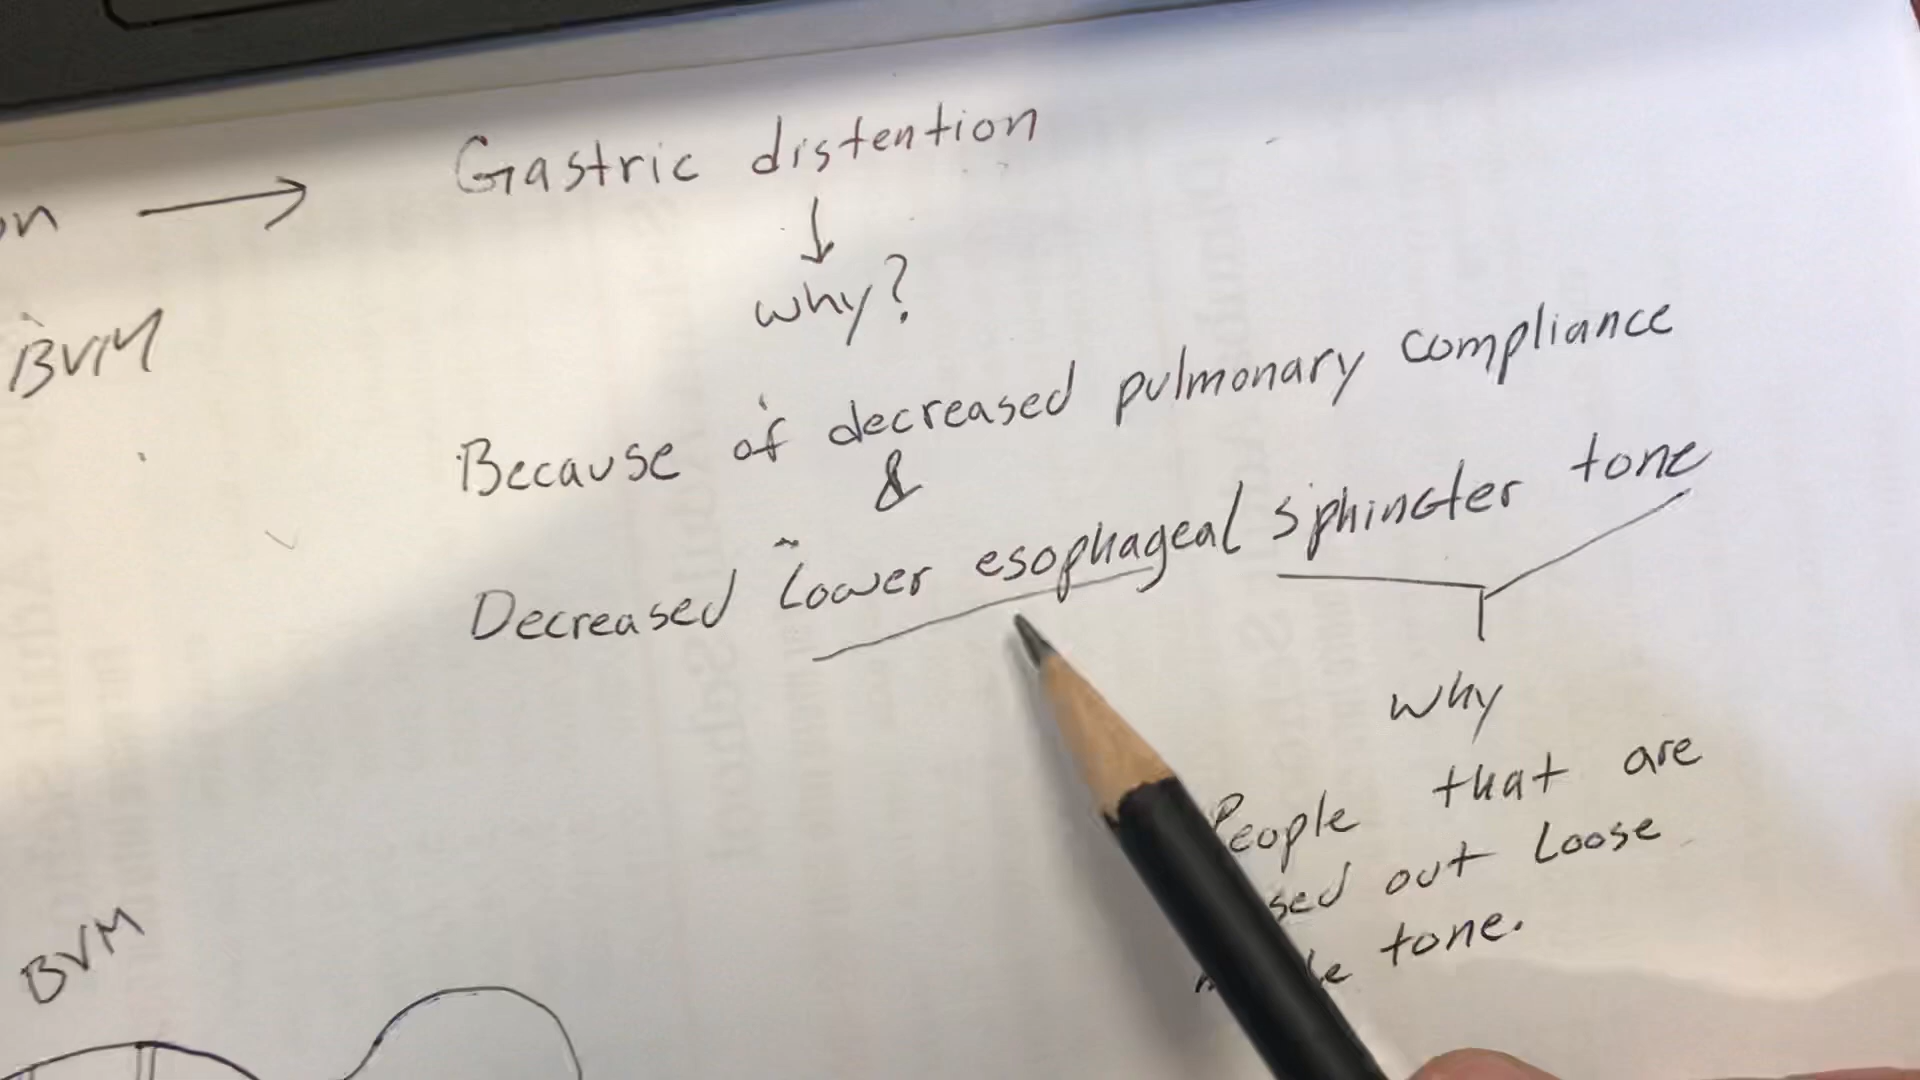 Gastric distention
why?
BVM
Because of decreased pulmonary compliance
&
Decreased Lower esophageal sphincter tone
why
People that are
out Loose
tone.
BVM